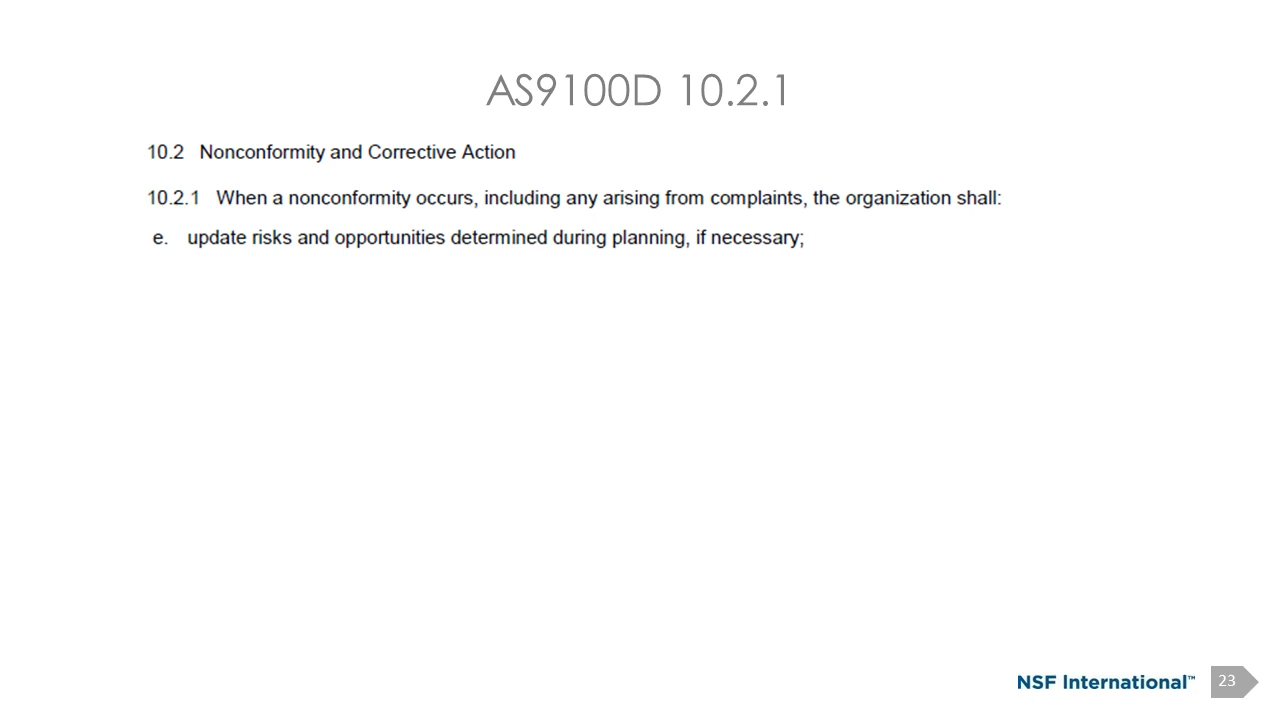 AS9100D 10.2.1
10.2 Nonconformity and Corrective Action
10.2.1 When a nonconformity occurs, including any arising from complaints, the organization shall:
e. update risks and opportunities determined during planning, if necessary;
NSF International™
23